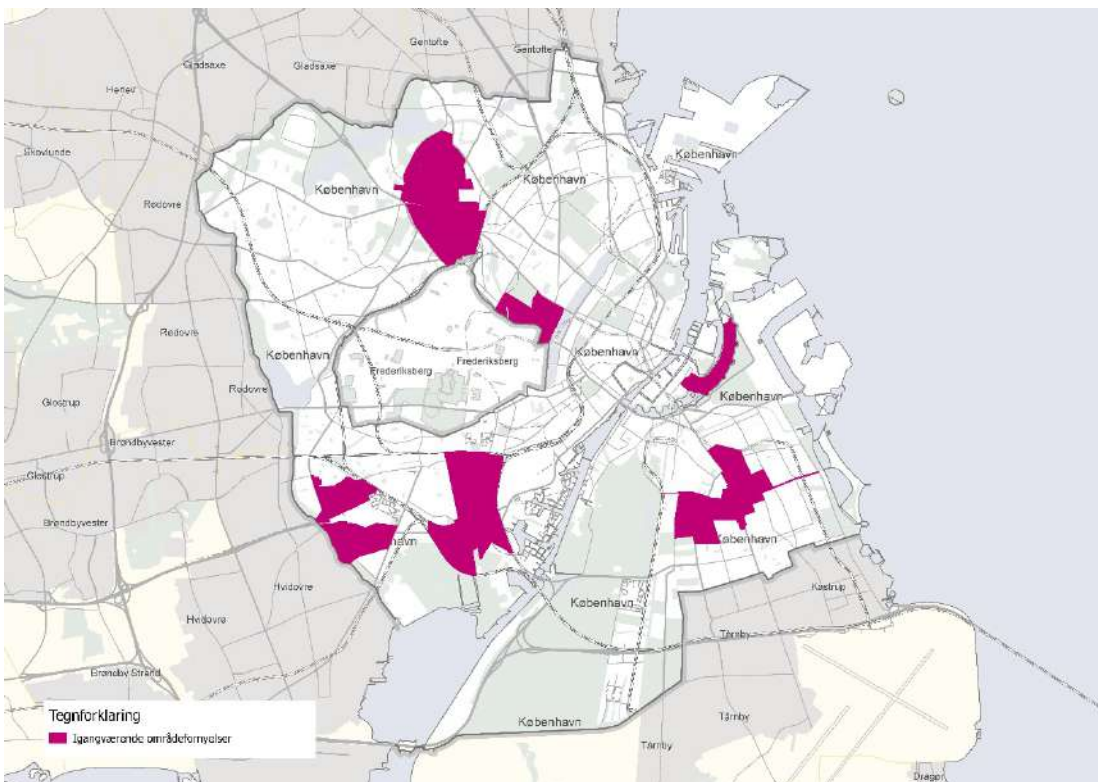 Gentofte
Gentofte
Gladsaxe
Gladsaxe
Herlev
Skovlunde
København
København
København
Rødovre
Rødovre
København
København
Frederiksberg
Frederiksberg
Rødovre
København
Glostrup
Brøndbyvester
Glostrup
Brøndbyvester
havn
København
Hvidovre
Kastrup
København
Hvidovre
Tårnby
Brøndby Strand
København
Tårnby
Tårnby
Dragør
Tegnforklaring
Igangværende områdefornyelser